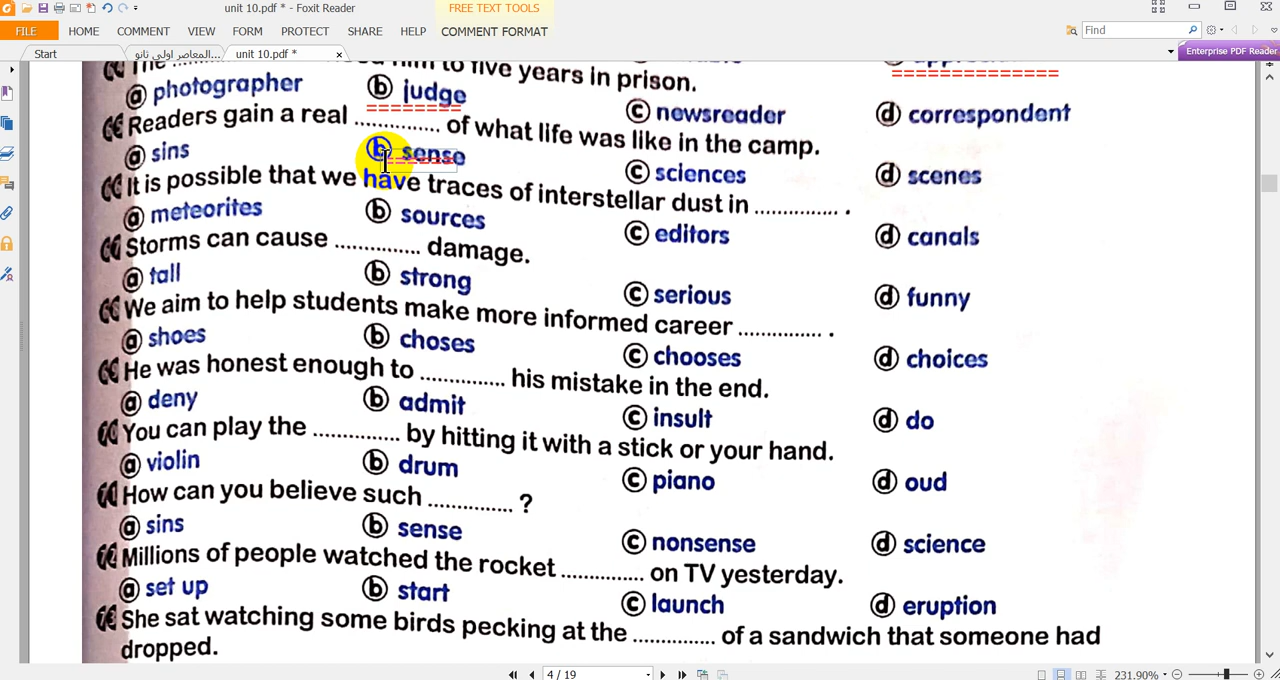 unit 10.pdf * - Foxit Reader
FREE TEXT TOOLS
FILE HOME COMMENT VIEW FORM PROTECT SHARE HELP COMMENT FORMAT
Find
Start المعاصر اولي ثانو... unit 10.pdf * Enterprise PDF Reader
him to five years in prison.
a photographer b judge c newsreader d correspondent
Readers gain a real .............. of what life was like in the camp.
a sins b sense c sciences d scenes
It is possible that we have traces of interstellar dust in .............. .
a meteorites b sources c editors d canals
Storms can cause .............. damage.
a tall b strong c serious d funny
We aim to help students make more informed career .............. .
a shoes b choses c chooses d choices
He was honest enough to .............. his mistake in the end.
a deny b admit c insult d do
You can play the .............. by hitting it with a stick or your hand.
a violin b drum c piano d oud
How can you believe such .............. ?
a sins b sense c nonsense d science
Millions of people watched the rocket .............. on TV yesterday.
a set up b start c launch d eruption
She sat watching some birds pecking at the .............. of a sandwich that someone had
dropped.
4 / 19 231.90%